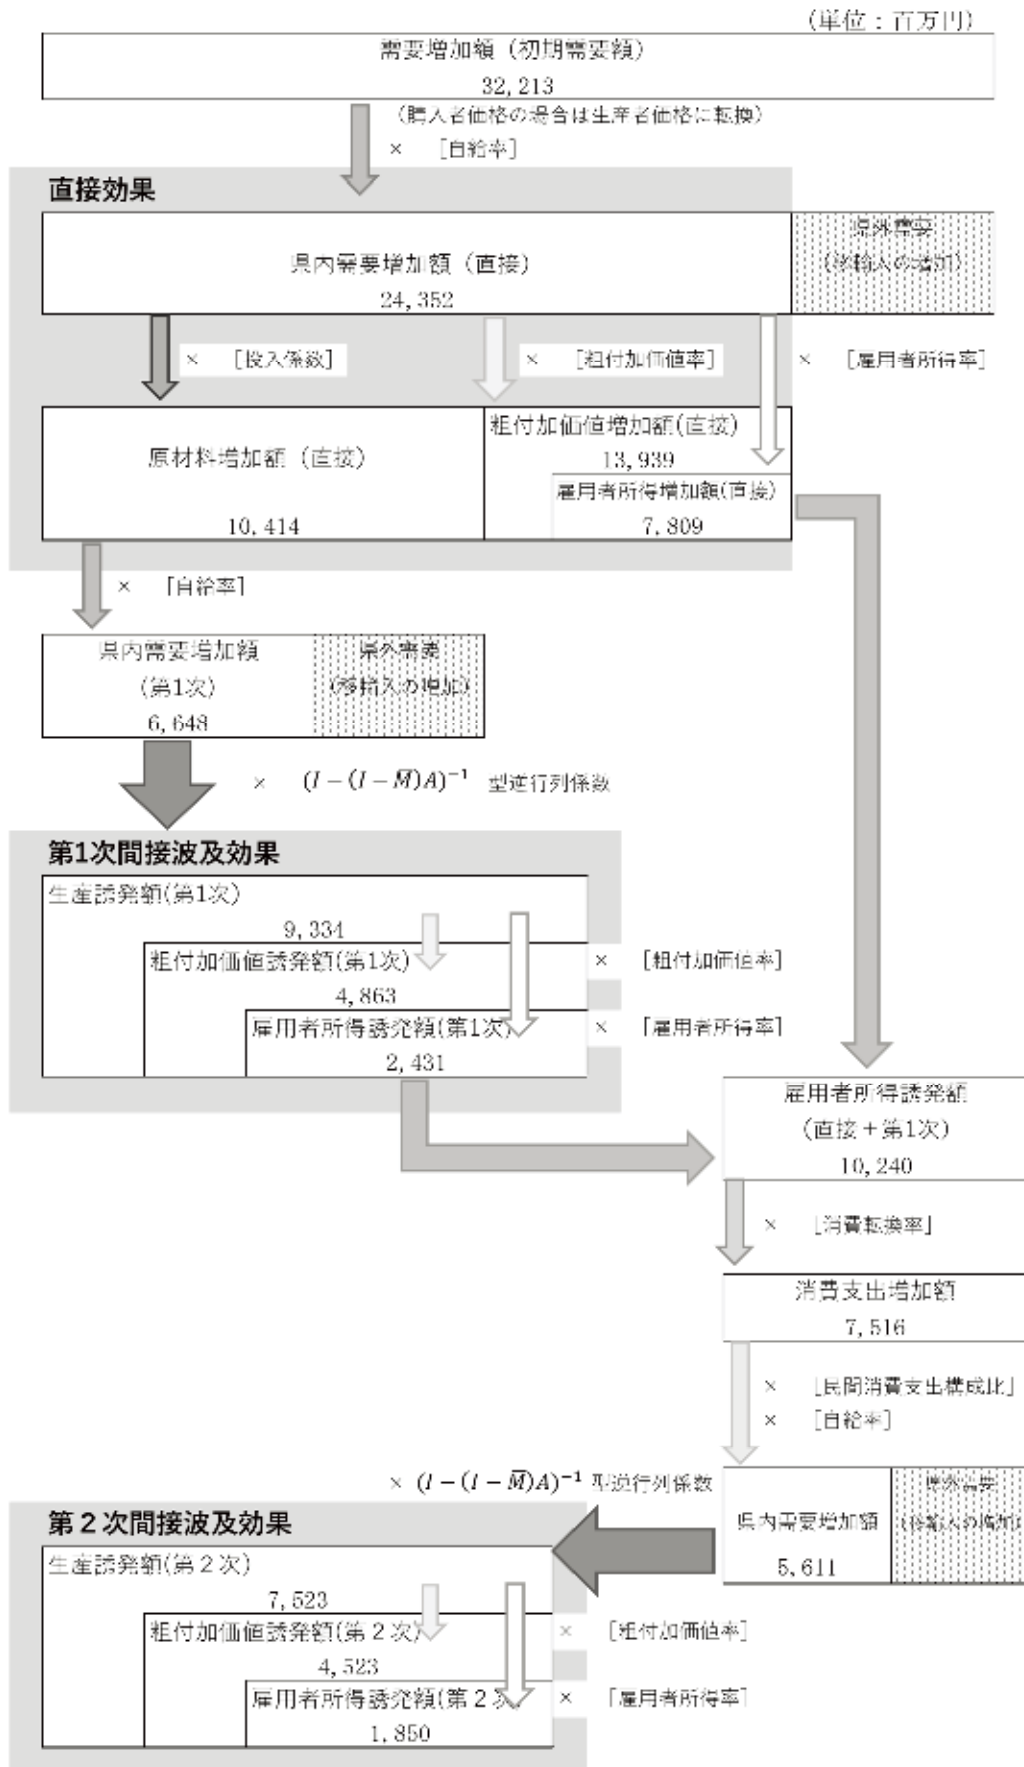 (単位：百万円)
需要増加額（初期需要額）
32,213
(購入者価格の場合は生産者価格に転換)
× [自給率]
直接効果
県内需要増加額（直接）
24,352
県外需要
(移輸入の増加)
× [投入係数]
× [粗付加価値率]
× [雇用者所得率]
原材料増加額（直接）
10,414
粗付加価値増加額(直接)
13,939
雇用者所得増加額(直接)
7,809
× [自給率]
県内需要増加額
(第1次)
6,648
県外需要
(移輸入の増加)
× (I − (I − M̅)A)⁻¹ 型逆行列係数
第1次間接波及効果
生産誘発額(第1次)
9,334
粗付加価値誘発額(第1次)
4,863
× [粗付加価値率]
雇用者所得誘発額(第1次)
2,431
× [雇用者所得率]
雇用者所得誘発額
(直接＋第1次)
10,240
× [消費転換率]
消費支出増加額
7,516
× [民間消費支出構成比]
× [自給率]
× (I − (I − M̅)A)⁻¹ 型逆行列係数
県内需要増加額
5,611
県外需要
(移輸入の増加)
第２次間接波及効果
生産誘発額(第２次)
7,523
粗付加価値誘発額(第２次)
4,523
× [粗付加価値率]
雇用者所得誘発額(第２次)
1,850
× [雇用者所得率]